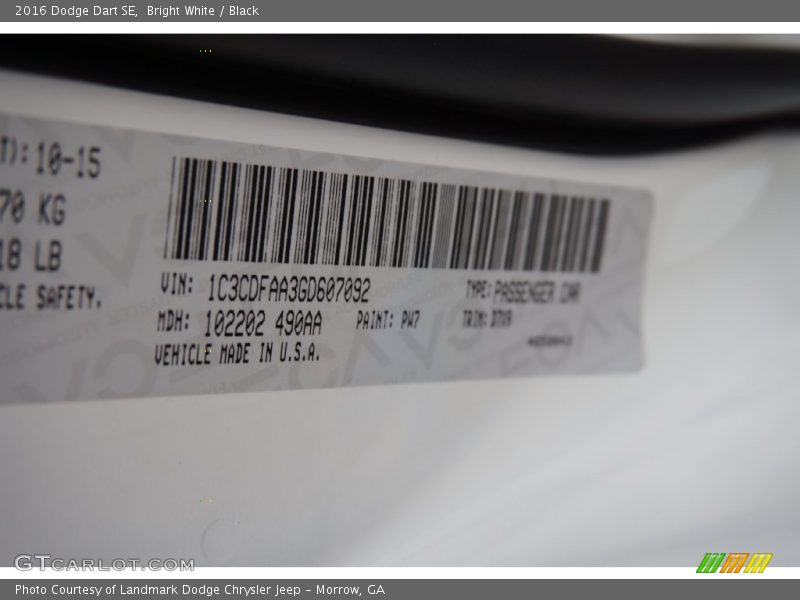 2016 Dodge Dart SE,  Bright White / Black
T): 10-15
70 KG
18 LB
CLE SAFETY.
VIN: 1C3CDFAA3GD607092
TYPE: PASSENGER CAR
MDH: 102202 490AA
PAINT: PW7
TRIM:
VEHICLE MADE IN U.S.A.
GTCARLOT.COM
Photo Courtesy of Landmark Dodge Chrysler Jeep - Morrow, GA